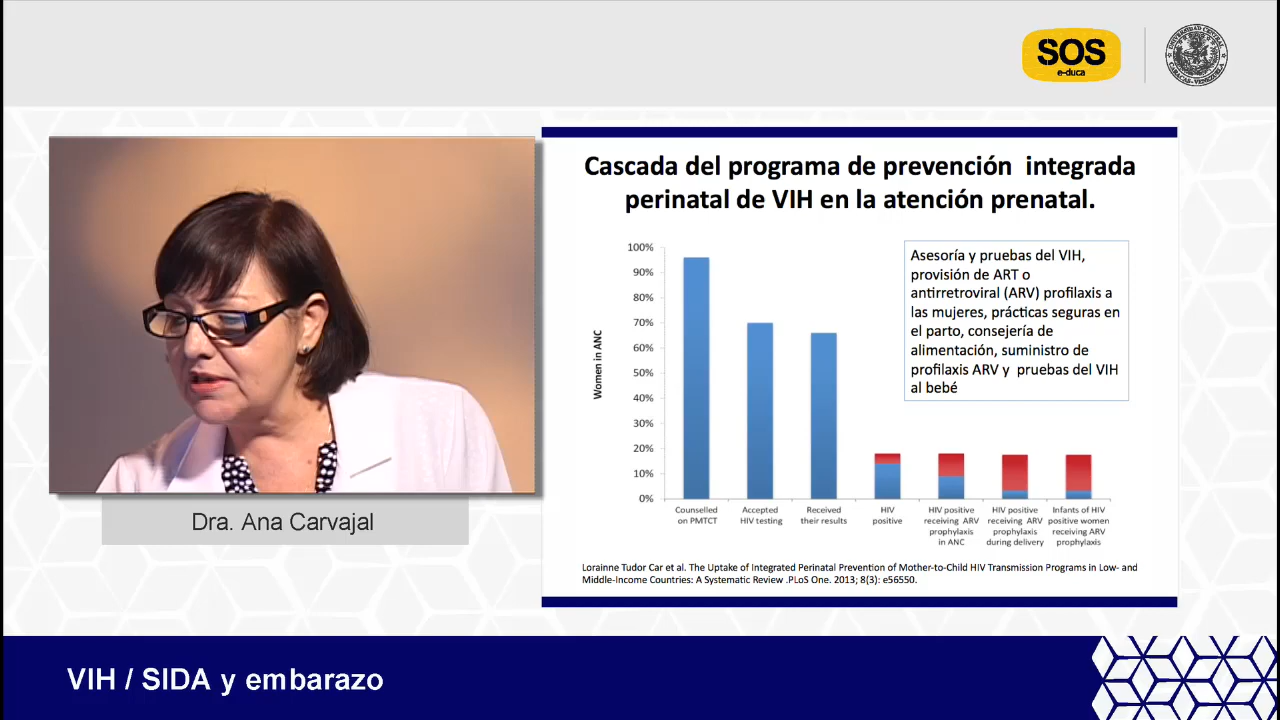 SOS
e-duca
UNIVERSIDAD CENTRAL
CARACAS-VENEZUELA
Cascada del programa de prevención integrada
perinatal de VIH en la atención prenatal.
100%
90%
80%
70%
60%
50%
40%
30%
20%
10%
0%
Women in ANC
Asesoría y pruebas del VIH,
provisión de ART o
antirretroviral (ARV) profilaxis a
las mujeres, prácticas seguras en
el parto, consejería de
alimentación, suministro de
profilaxis ARV y pruebas del VIH
al bebé
Counselled
on PMTCT
Accepted
HIV testing
Received
their results
HIV
positive
HIV positive
receiving ARV
prophylaxis
in ANC
HIV positive
receiving ARV
prophylaxis
during delivery
Infants of HIV
positive women
receiving ARV
prophylaxis
Lorainne Tudor Car et al. The Uptake of Integrated Perinatal Prevention of Mother-to-Child HIV Transmission Programs in Low- and
Middle-Income Countries: A Systematic Review .PLoS One. 2013; 8(3): e56550.
Dra. Ana Carvajal
VIH / SIDA y embarazo